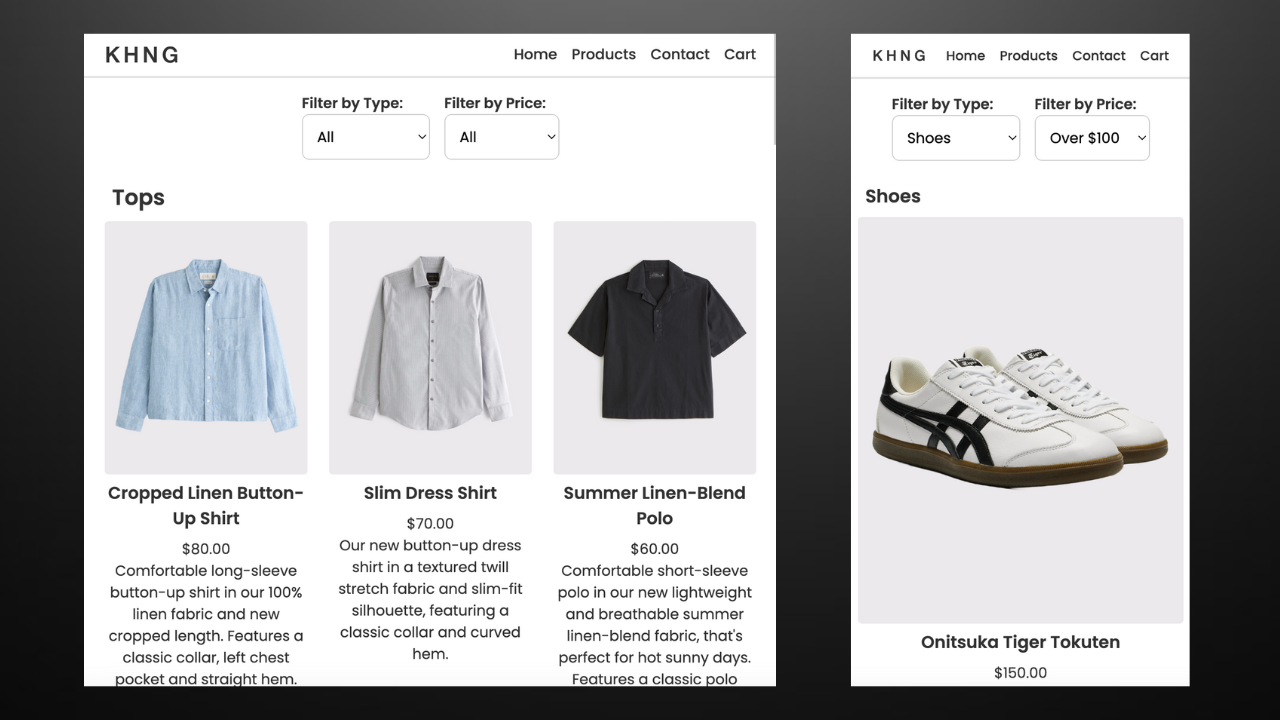 KHNG
Home Products Contact Cart
Filter by Type: Filter by Price:
All All
Tops
Cropped Linen Button-
Up Shirt
$80.00
Comfortable long-sleeve
button-up shirt in our 100%
linen fabric and new
cropped length. Features a
classic collar, left chest
pocket and straight hem.
Slim Dress Shirt
$70.00
Our new button-up dress
shirt in a textured twill
stretch fabric and slim-fit
silhouette, featuring a
classic collar and curved
hem.
Summer Linen-Blend
Polo
$60.00
Comfortable short-sleeve
polo in our new lightweight
and breathable summer
linen-blend fabric, that's
perfect for hot sunny days.
Features a classic polo
KHNG Home Products Contact Cart
Filter by Type: Filter by Price:
Shoes Over $100
Shoes
Onitsuka Tiger Tokuten
$150.00